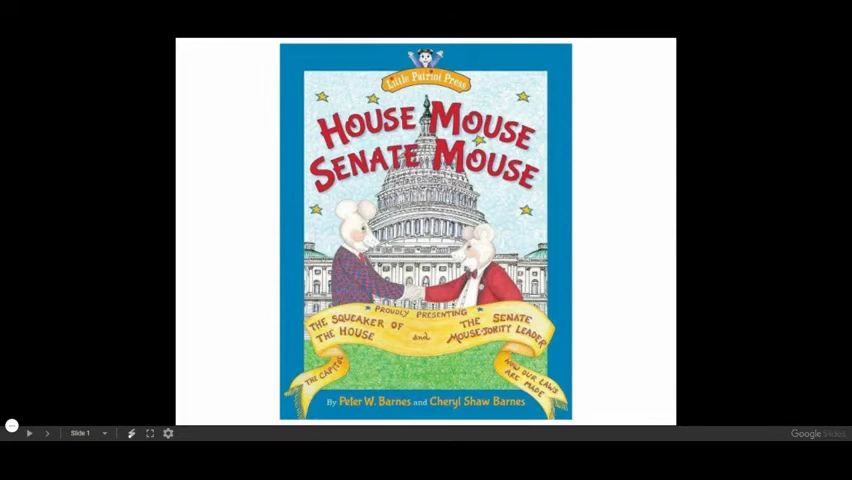 Little Patriot Press
HOUSE MOUSE
SENATE MOUSE
PROUDLY PRESENTING
THE SQUEAKER OF
THE HOUSE
and
THE SENATE
MOUSE-JORITY LEADER
THE CAPITOL
HOW OUR LAWS
ARE MADE
By Peter W. Barnes and Cheryl Shaw Barnes
Slide 1
Google Slides